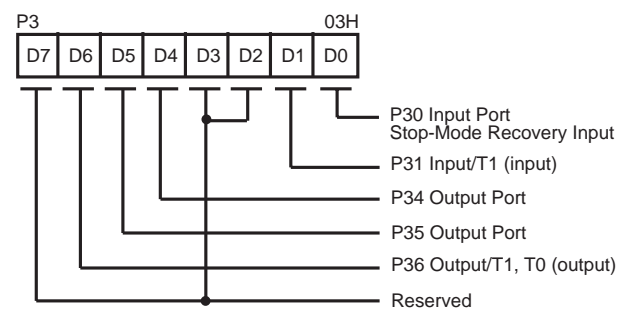 P3 03H
D7 D6 D5 D4 D3 D2 D1 D0
P30 Input Port
Stop-Mode Recovery Input
P31 Input/T1 (input)
P34 Output Port
P35 Output Port
P36 Output/T1, T0 (output)
Reserved